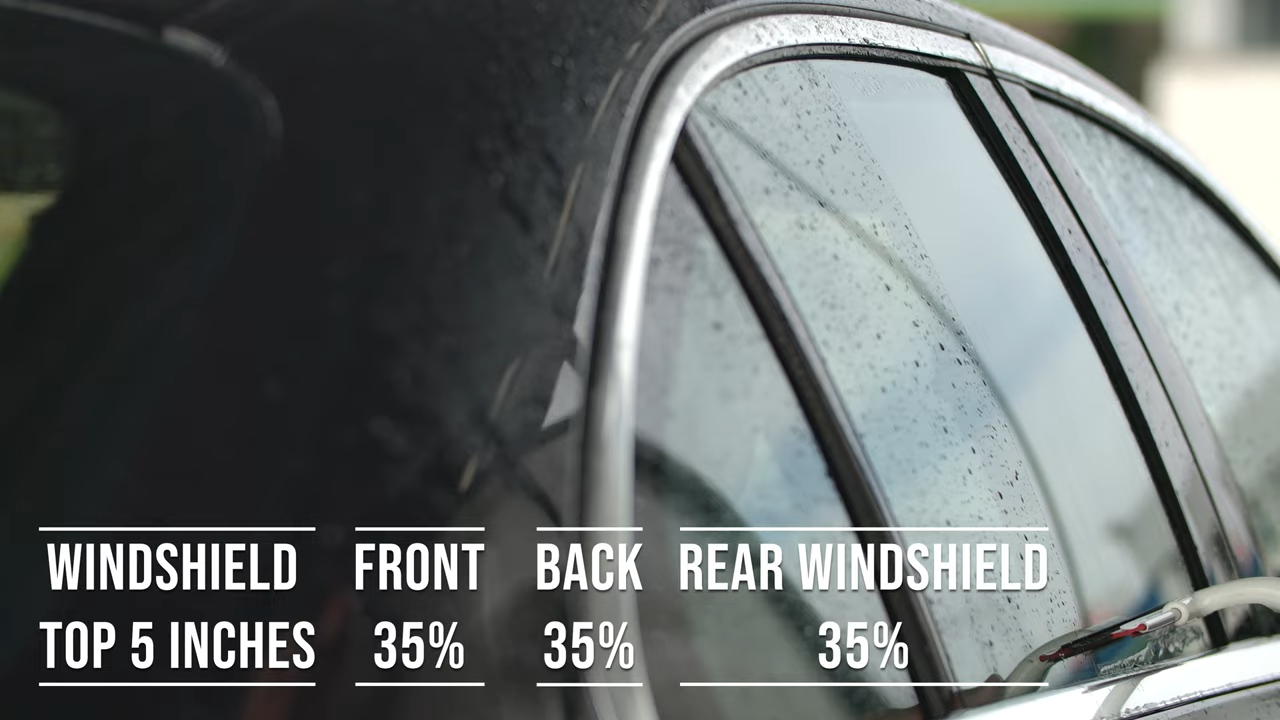 WINDSHIELD FRONT BACK REAR WINDSHIELD
TOP 5 INCHES 35% 35% 35%